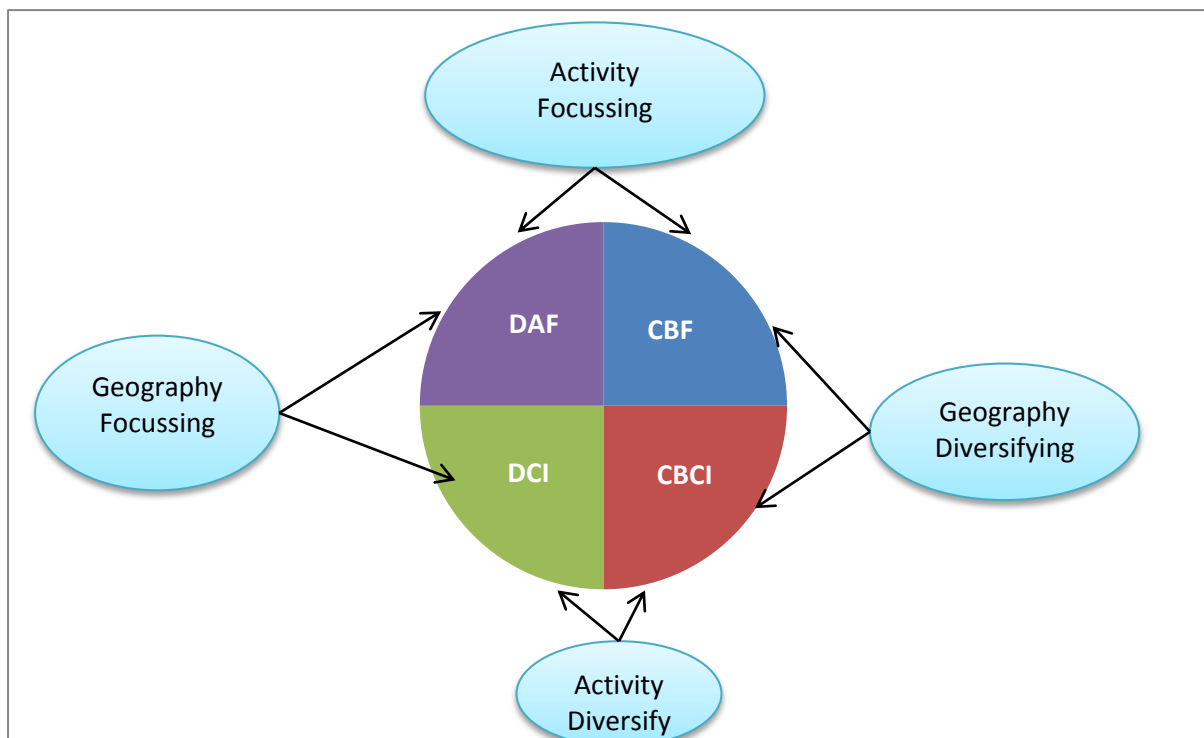 Activity
Focussing
DAF
CBF
Geography
Focussing
Geography
Diversifying
DCI
CBCI
Activity
Diversify